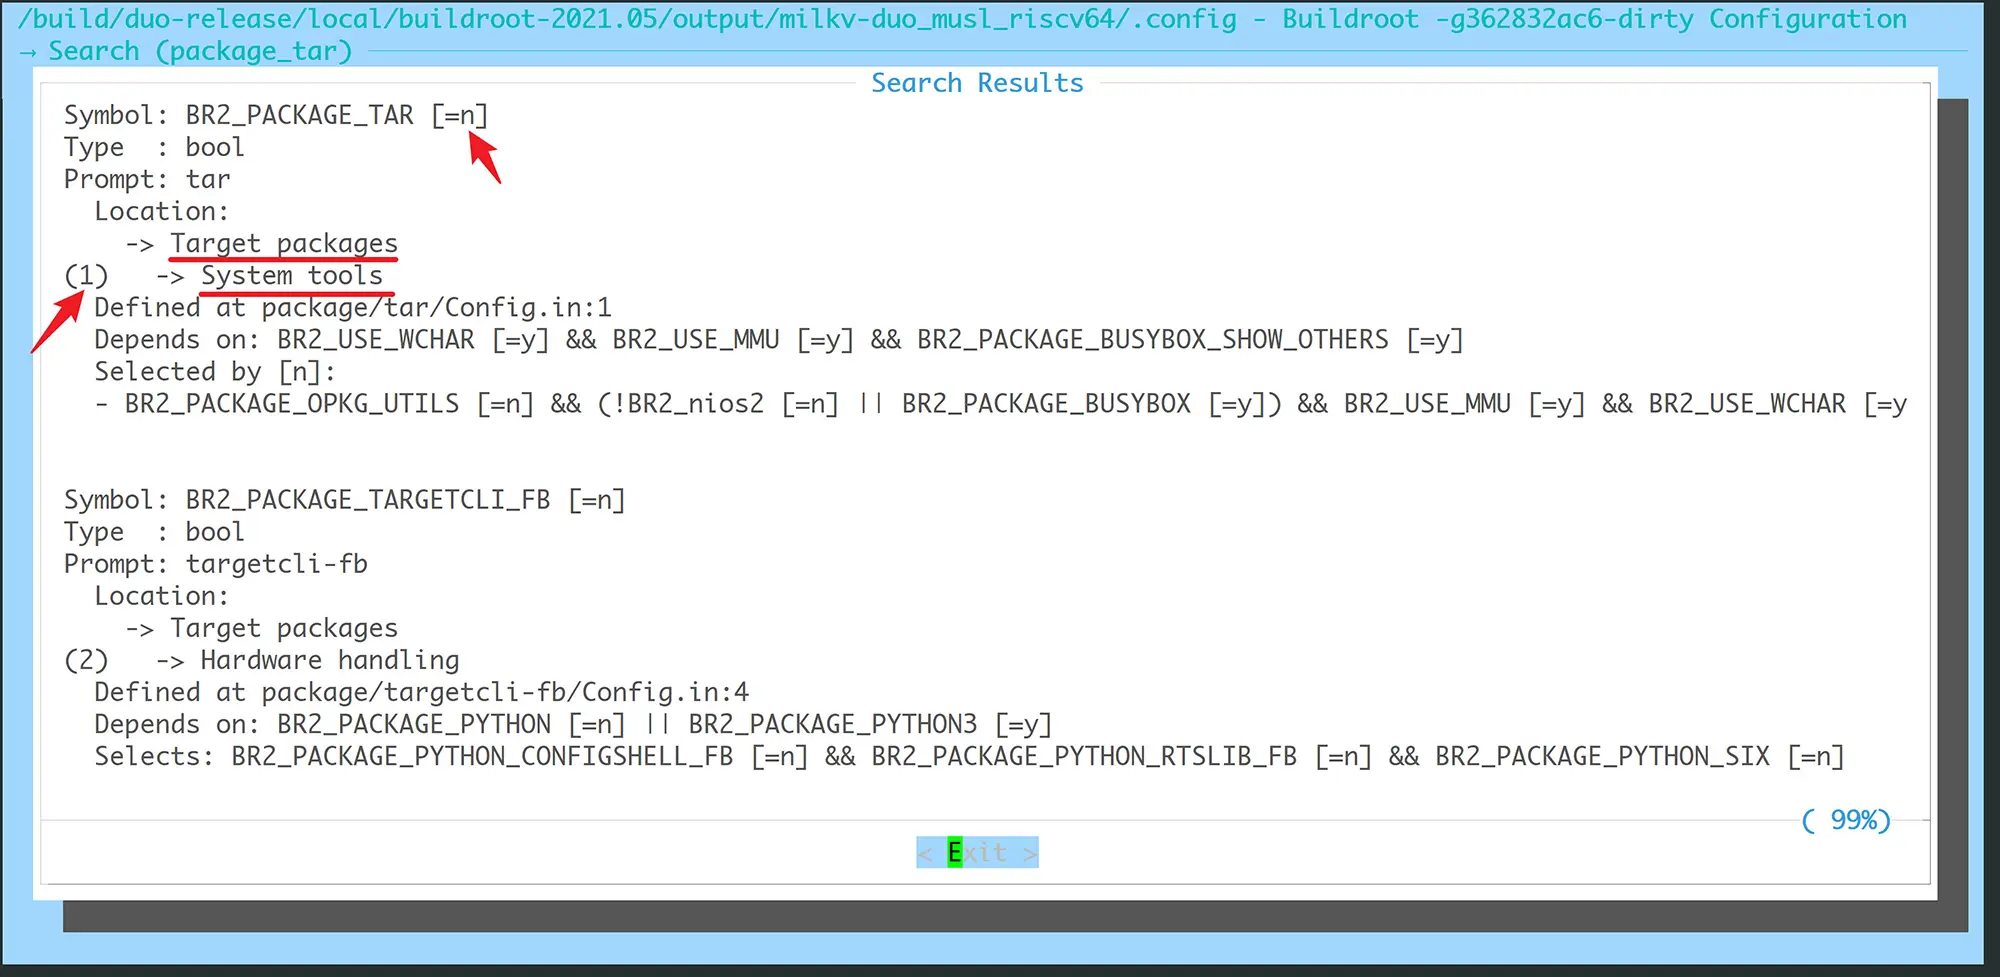 /build/duo-release/local/buildroot-2021.05/output/milkv-duo_musl_riscv64/.config - Buildroot -g362832ac6-dirty Configuration
→ Search (package_tar)
Search Results
Symbol: BR2_PACKAGE_TAR [=n]
Type  : bool
Prompt: tar
  Location:
    -> Target packages
(1)   -> System tools
  Defined at package/tar/Config.in:1
  Depends on: BR2_USE_WCHAR [=y] && BR2_USE_MMU [=y] && BR2_PACKAGE_BUSYBOX_SHOW_OTHERS [=y]
  Selected by [n]:
  - BR2_PACKAGE_OPKG_UTILS [=n] && (!BR2_nios2 [=n] || BR2_PACKAGE_BUSYBOX [=y]) && BR2_USE_MMU [=y] && BR2_USE_WCHAR [=y
Symbol: BR2_PACKAGE_TARGETCLI_FB [=n]
Type  : bool
Prompt: targetcli-fb
  Location:
    -> Target packages
(2)   -> Hardware handling
  Defined at package/targetcli-fb/Config.in:4
  Depends on: BR2_PACKAGE_PYTHON [=n] || BR2_PACKAGE_PYTHON3 [=y]
  Selects: BR2_PACKAGE_PYTHON_CONFIGSHELL_FB [=n] && BR2_PACKAGE_PYTHON_RTSLIB_FB [=n] && BR2_PACKAGE_PYTHON_SIX [=n]
( 99%)
< Exit >